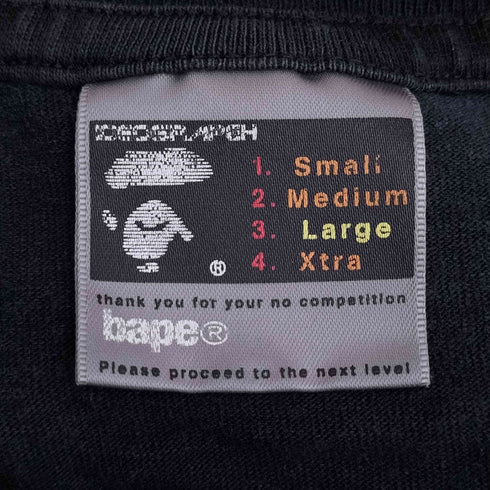 1. Small
2. Medium
3. Large
4. Xtra
®
thank you for your no competition
bape®
Please proceed to the next level